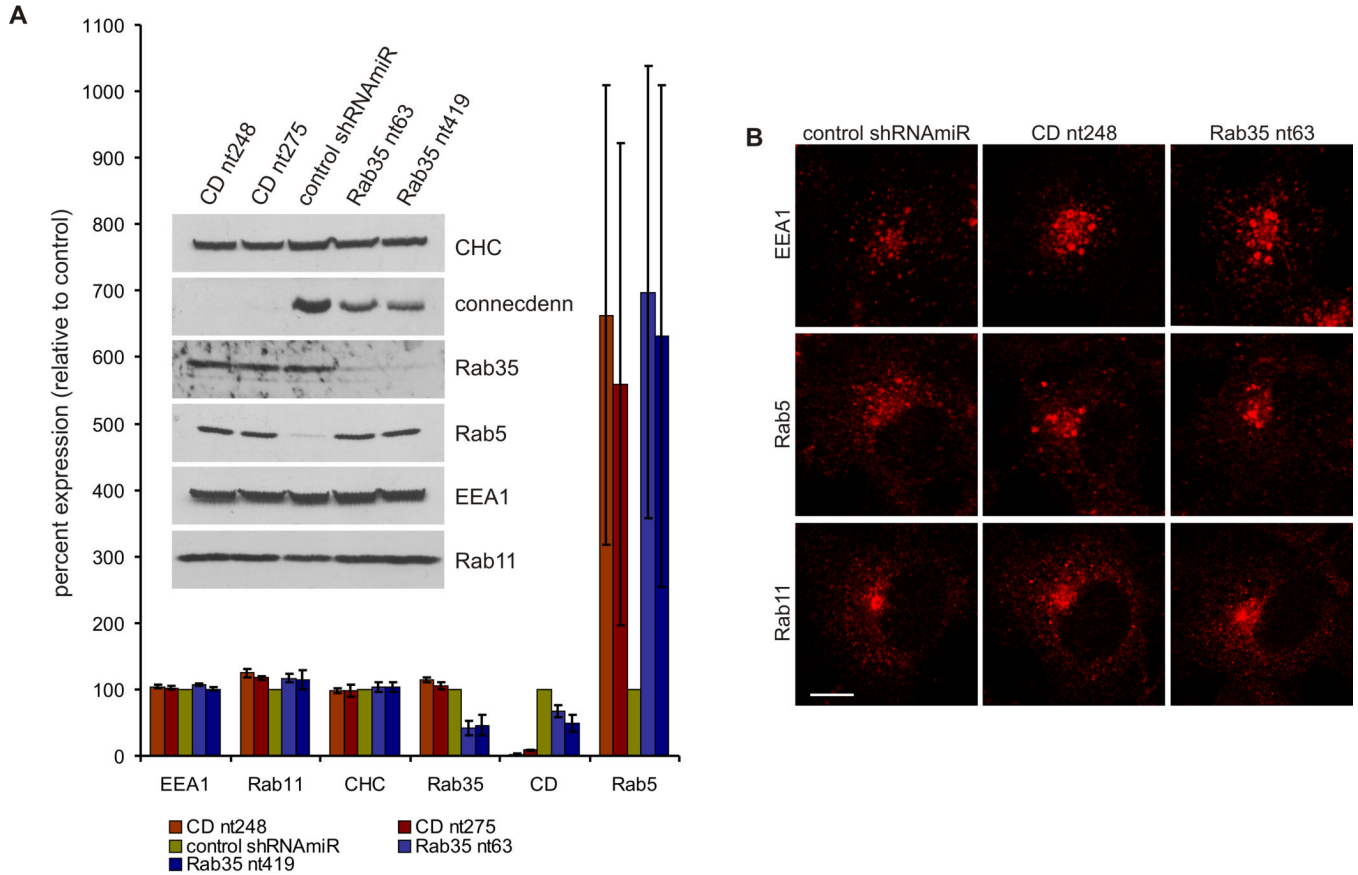 A
percent expression (relative to control)
1100
1000
900
800
700
600
500
400
300
200
100
0
CD nt248
CD nt275
control shRNAmiR
Rab35 nt63
Rab35 nt419
CHC
connecdenn
Rab35
Rab5
EEA1
Rab11
EEA1 Rab11 CHC Rab35 CD Rab5
CD nt248 CD nt275
control shRNAmiR Rab35 nt63
Rab35 nt419
B
control shRNAmiR CD nt248 Rab35 nt63
EEA1
Rab5
Rab11